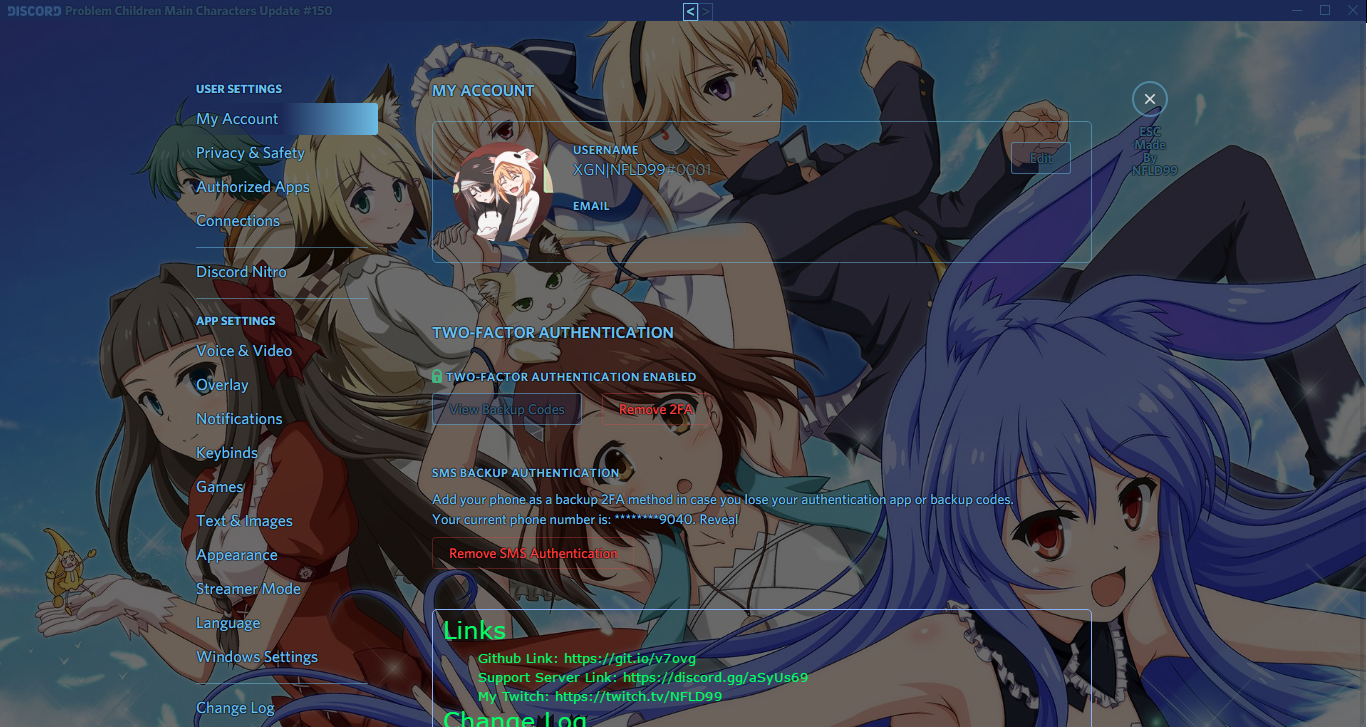 DISCORD Problem Children Main Characters Update #150
< >
USER SETTINGS
My Account
Privacy & Safety
Authorized Apps
Connections
Discord Nitro
APP SETTINGS
Voice & Video
Overlay
Notifications
Keybinds
Games
Text & Images
Appearance
Streamer Mode
Language
Windows Settings
Change Log
MY ACCOUNT
USERNAME
XGN|NFLD99#0001
Edit
EMAIL
ESC
Made
By
NFLD99
TWO-FACTOR AUTHENTICATION
TWO-FACTOR AUTHENTICATION ENABLED
View Backup Codes Remove 2FA
SMS BACKUP AUTHENTICATION
Add your phone as a backup 2FA method in case you lose your authentication app or backup codes.
Your current phone number is: ********9040. Reveal
Remove SMS Authentication
Links
Github Link: https://git.io/v7ovg
Support Server Link: https://discord.gg/aSyUs69
My Twitch: https://twitch.tv/NFLD99
Change Log